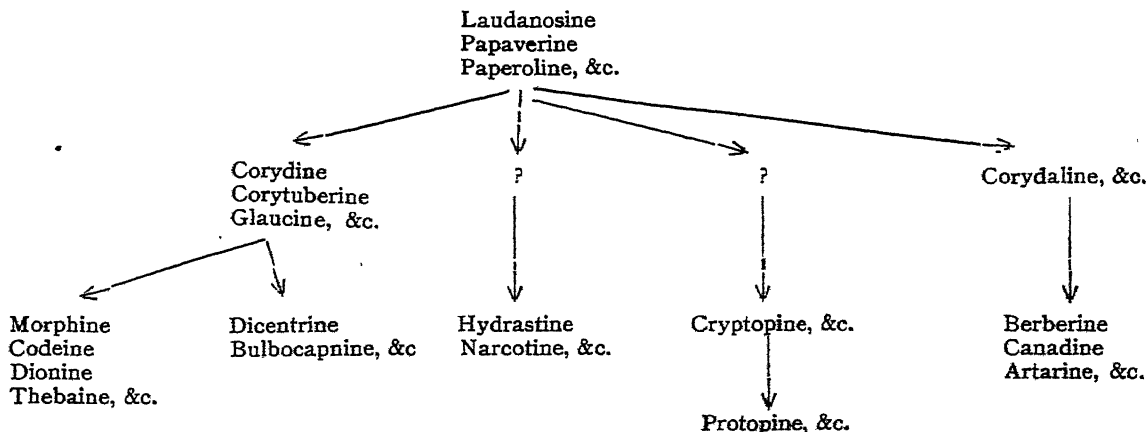 Laudanosine
Papaverine
Paperoline, &c.
Corydine
Corytuberine
Glaucine, &c.
?
?
Corydaline, &c.
Morphine
Codeine
Dionine
Thebaine, &c.
Dicentrine
Bulbocapnine, &c
Hydrastine
Narcotine, &c.
Cryptopine, &c.
Protopine, &c.
Berberine
Canadine
Artarine, &c.